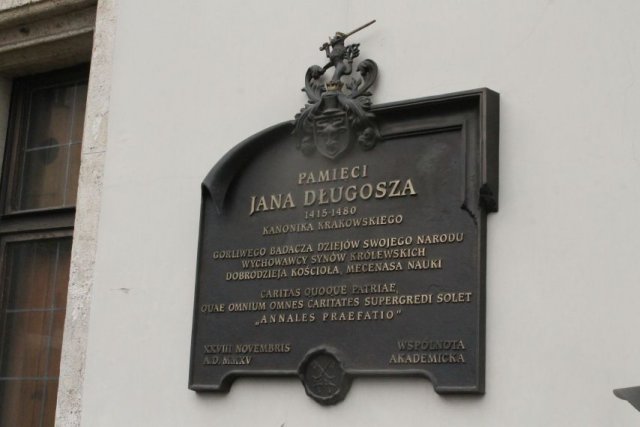 PAMIĘCI
JANA DŁUGOSZA
1415-1480
KANONIKA KRAKOWSKIEGO
GORLIWEGO BADACZA DZIEJÓW SWOJEGO NARODU
WYCHOWAWCY SYNÓW KRÓLEWSKICH
DOBRODZIEJA KOŚCIOŁA, MECENASA NAUKI
CARITAS QUOQUE PATRIAE,
QUAE OMNIUM OMNES CARITATES SUPERGREDI SOLET
„ANNALES PRAEFATIO”
XXVIII NOVEMBRIS
A.D. MMXV
WSPÓLNOTA
AKADEMICKA